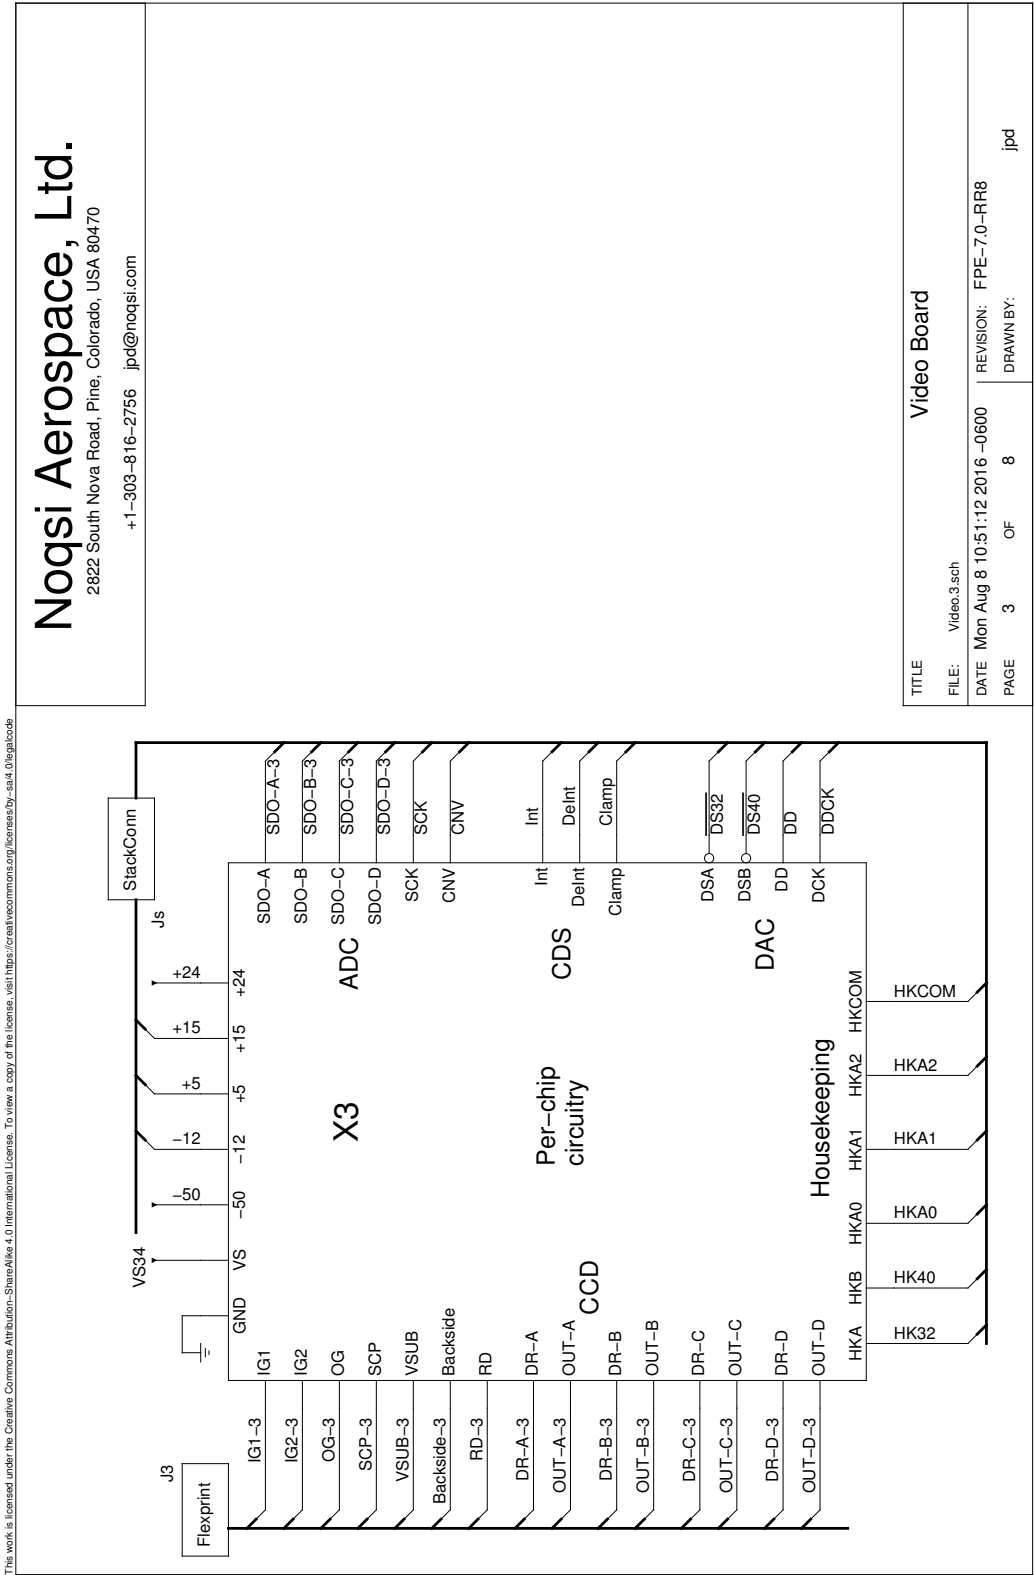 This work is licensed under the Creative Commons Attribution−ShareAlike 4.0 International License. To view a copy of the license, visit https://creativecommons.org/licenses/by−sa/4.0/legalcode
Noqsi Aerospace, Ltd.
2822 South Nova Road, Pine, Colorado, USA 80470
+1−303−816−2756 jpd@noqsi.com
J3
Flexprint
StackConn
Js
VS34
−50
−12
+5
+15
+24
GND
VS
−50
−12
+5
+15
+24
IG1−3
IG1
IG2−3
IG2
OG−3
OG
SCP−3
SCP
VSUB−3
VSUB
Backside−3
Backside
RD−3
RD
DR−A−3
DR−A
OUT−A−3
OUT−A
DR−B−3
DR−B
OUT−B−3
OUT−B
DR−C−3
DR−C
OUT−C−3
OUT−C
DR−D−3
DR−D
OUT−D−3
OUT−D
X3
Per−chip
circuitry
CCD
ADC
CDS
DAC
Housekeeping
SDO−A
SDO−A−3
SDO−B
SDO−B−3
SDO−C
SDO−C−3
SDO−D
SDO−D−3
SCK
SCK
CNV
CNV
Int
Int
DeInt
DeInt
Clamp
Clamp
DSA
DS32
DSB
DS40
DD
DD
DCK
DDCK
HKA
HKB
HKA0
HKA1
HKA2
HKCOM
HK32
HK40
HKA0
HKA1
HKA2
HKCOM
TITLE
Video Board
FILE: Video.3.sch
DATE Mon Aug 8 10:51:12 2016 −0600
REVISION: FPE−7.0−RR8
PAGE 3 OF 8
DRAWN BY: jpd